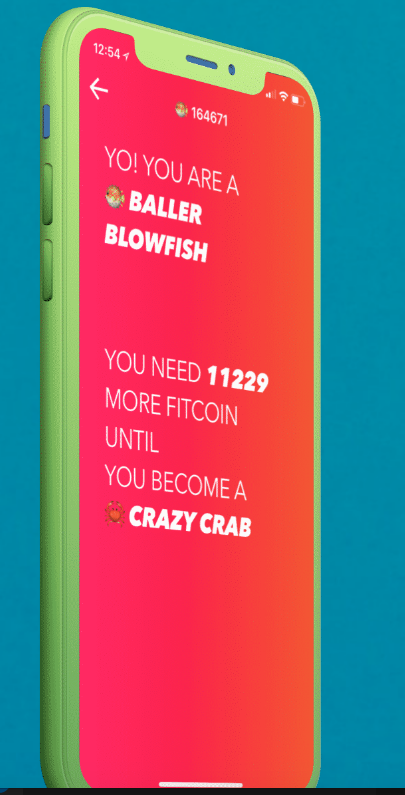 12:54
164671
YO! YOU ARE A
BALLER
BLOWFISH
YOU NEED 11229
MORE FITCOIN
UNTIL
YOU BECOME A
CRAZY CRAB